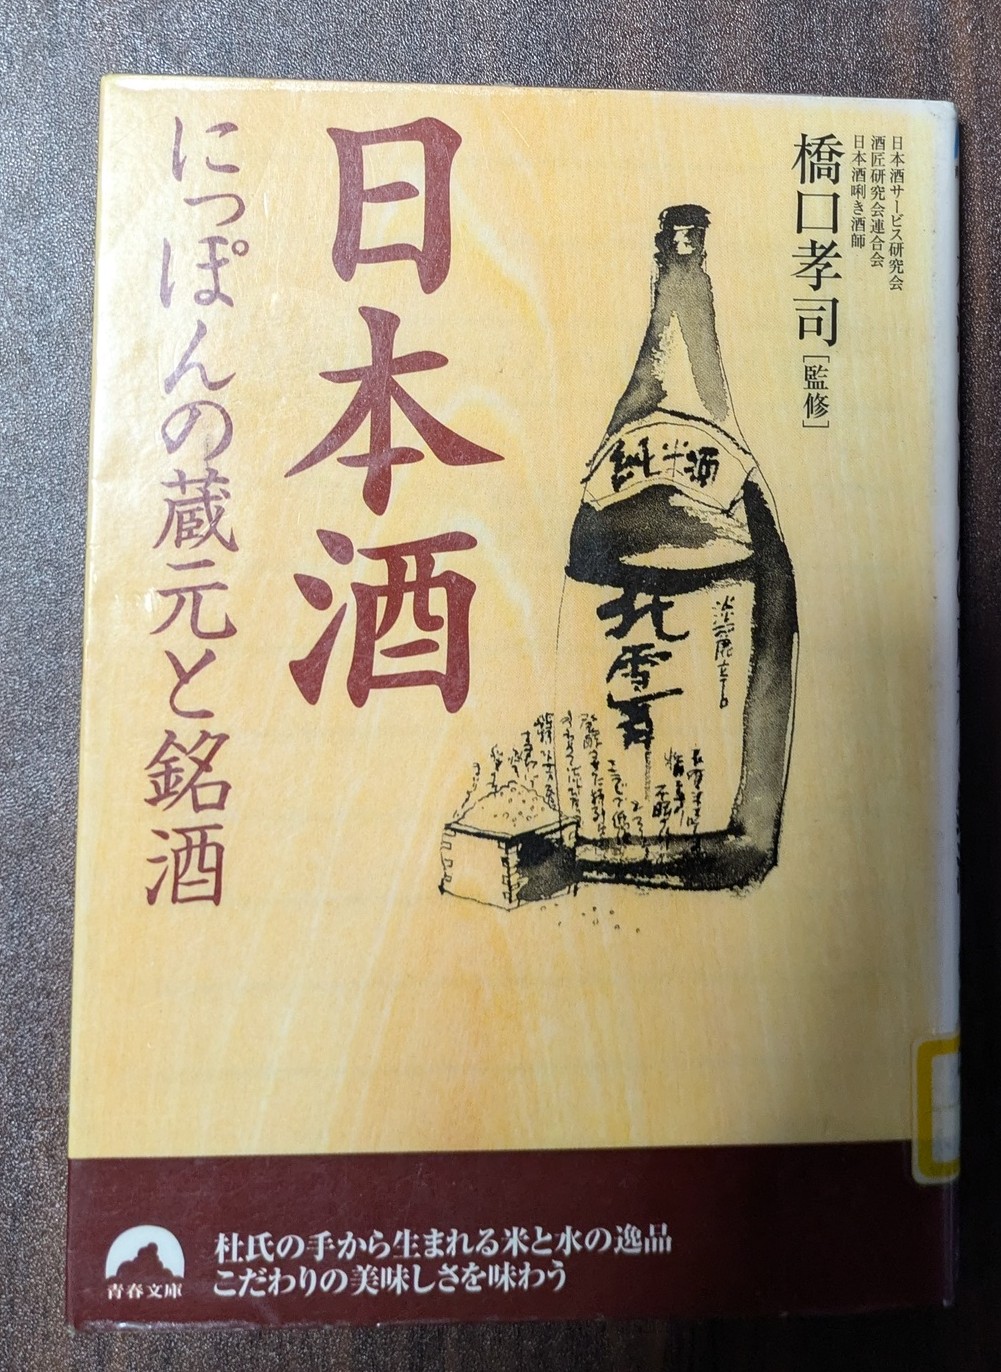 日本酒サービス研究会
酒匠研究会連合会
日本酒唎き酒師
橋口孝司[監修]
日本酒
にっぽんの蔵元と銘酒
純米酒
北雪
淡麗
杜氏の手から生まれる米と水の逸品
こだわりの美味しさを味わう
青春文庫